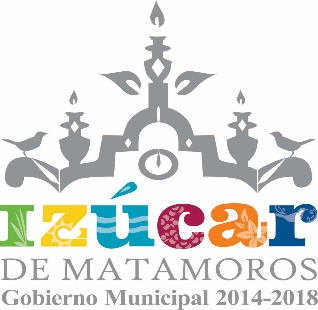 Izúcar
DE MATAMOROS
Gobierno Municipal 2014-2018